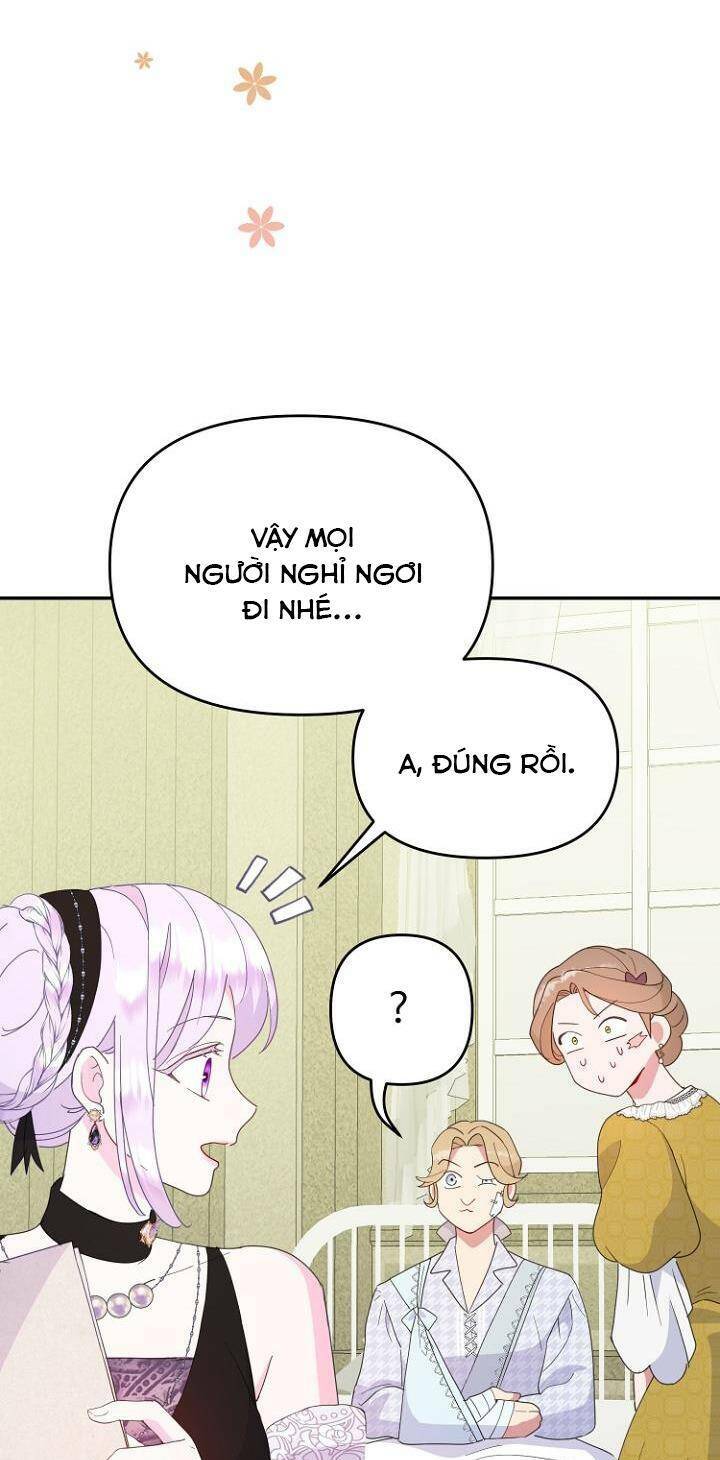 VẬY MỌI
NGƯỜI NGHỈ NGƠI
ĐI NHÉ...
A, ĐÚNG RỒI.
?